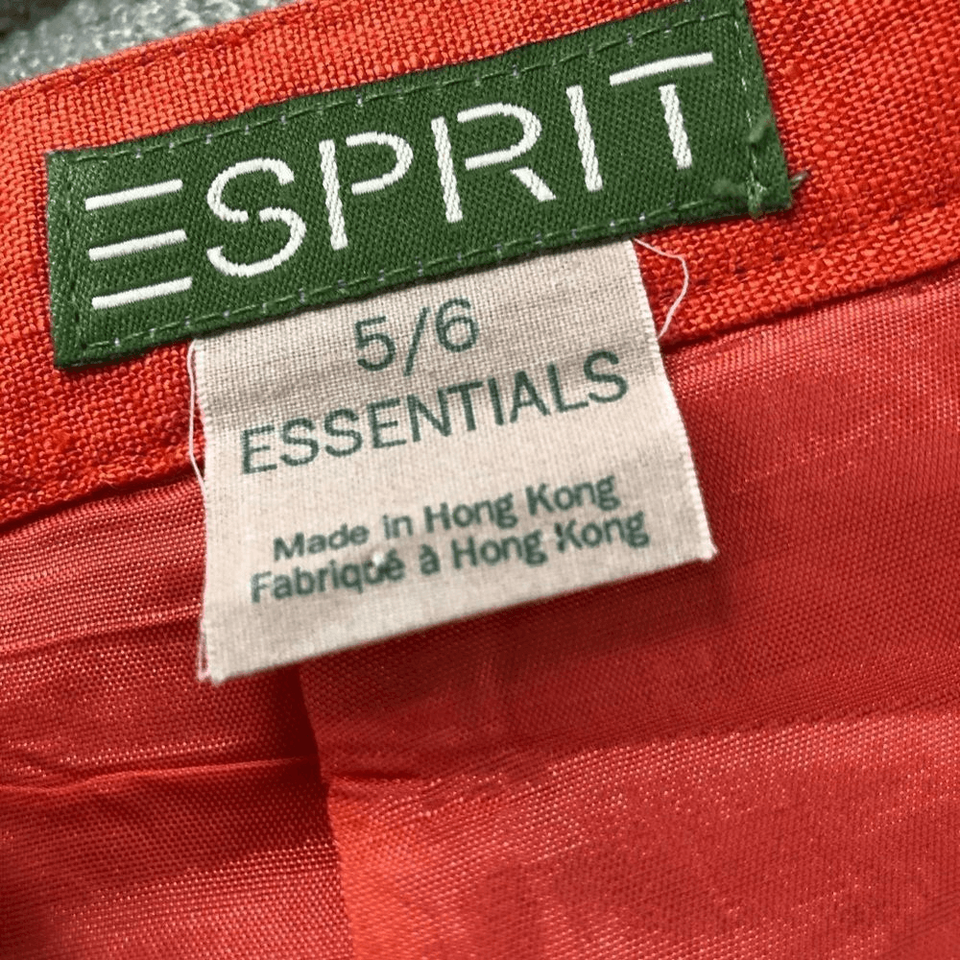 ESPRIT
5/6
ESSENTIALS
Made in Hong Kong
Fabriqué à Hong Kong